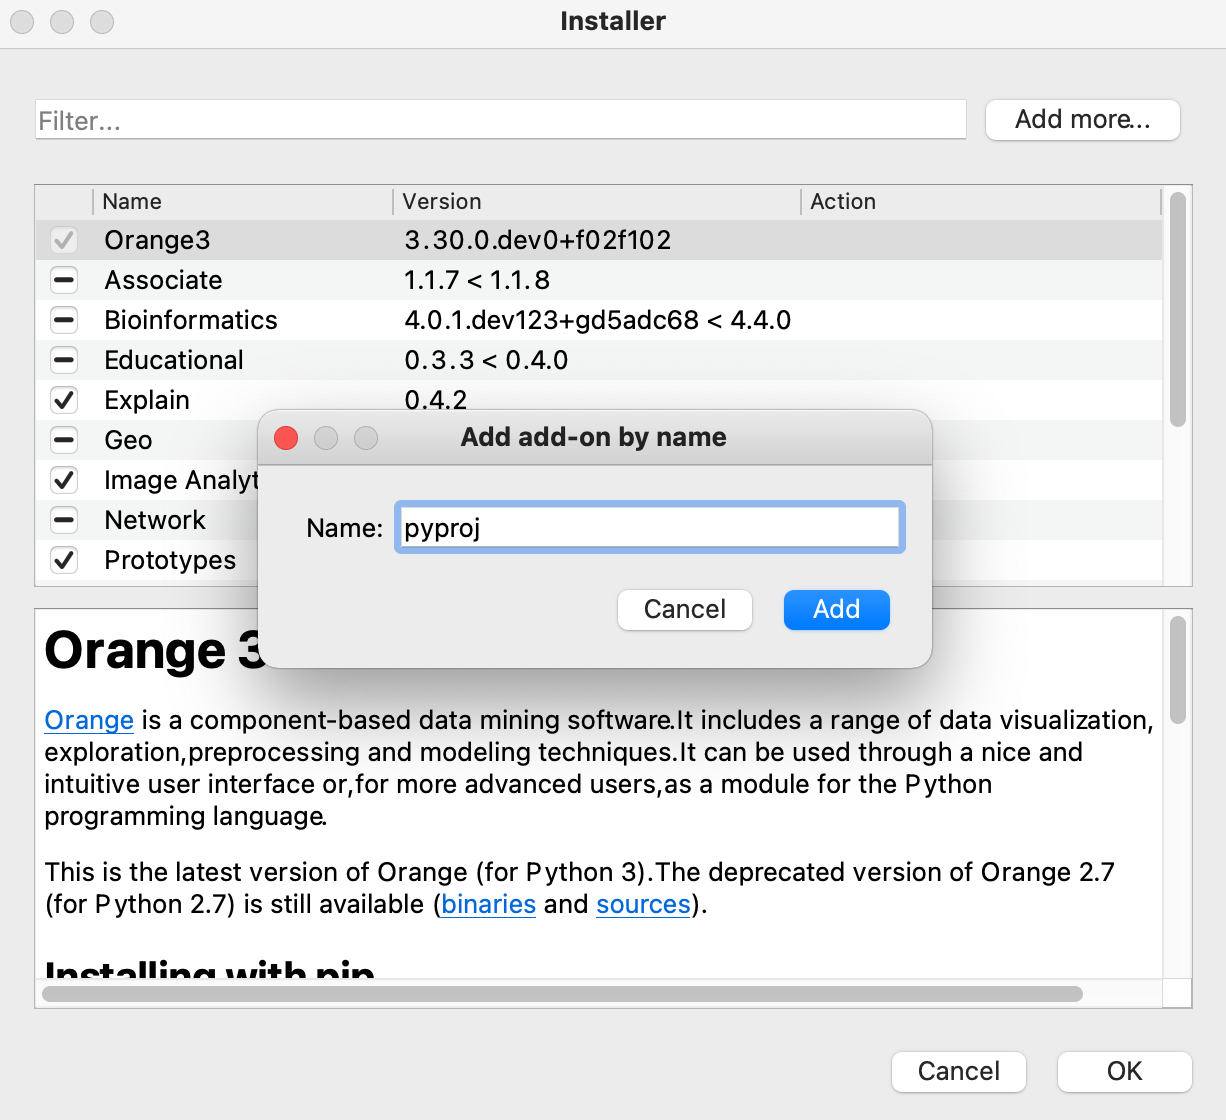 Installer
Filter...
Add more...
Name Version Action
Orange3 3.30.0.dev0+f02f102
Associate 1.1.7 < 1.1.8
Bioinformatics 4.0.1.dev123+gd5adc68 < 4.4.0
Educational 0.3.3 < 0.4.0
Explain 0.4.2
Geo
Image Analyt
Network
Prototypes
Add add-on by name
Name: pyproj
Cancel Add
Orange 3
Orange is a component-based data mining software.It includes a range of data visualization,
exploration,preprocessing and modeling techniques.It can be used through a nice and
intuitive user interface or,for more advanced users,as a module for the Python
programming language.
This is the latest version of Orange (for Python 3).The deprecated version of Orange 2.7
(for Python 2.7) is still available (binaries and sources).
Installing with pip
Cancel OK